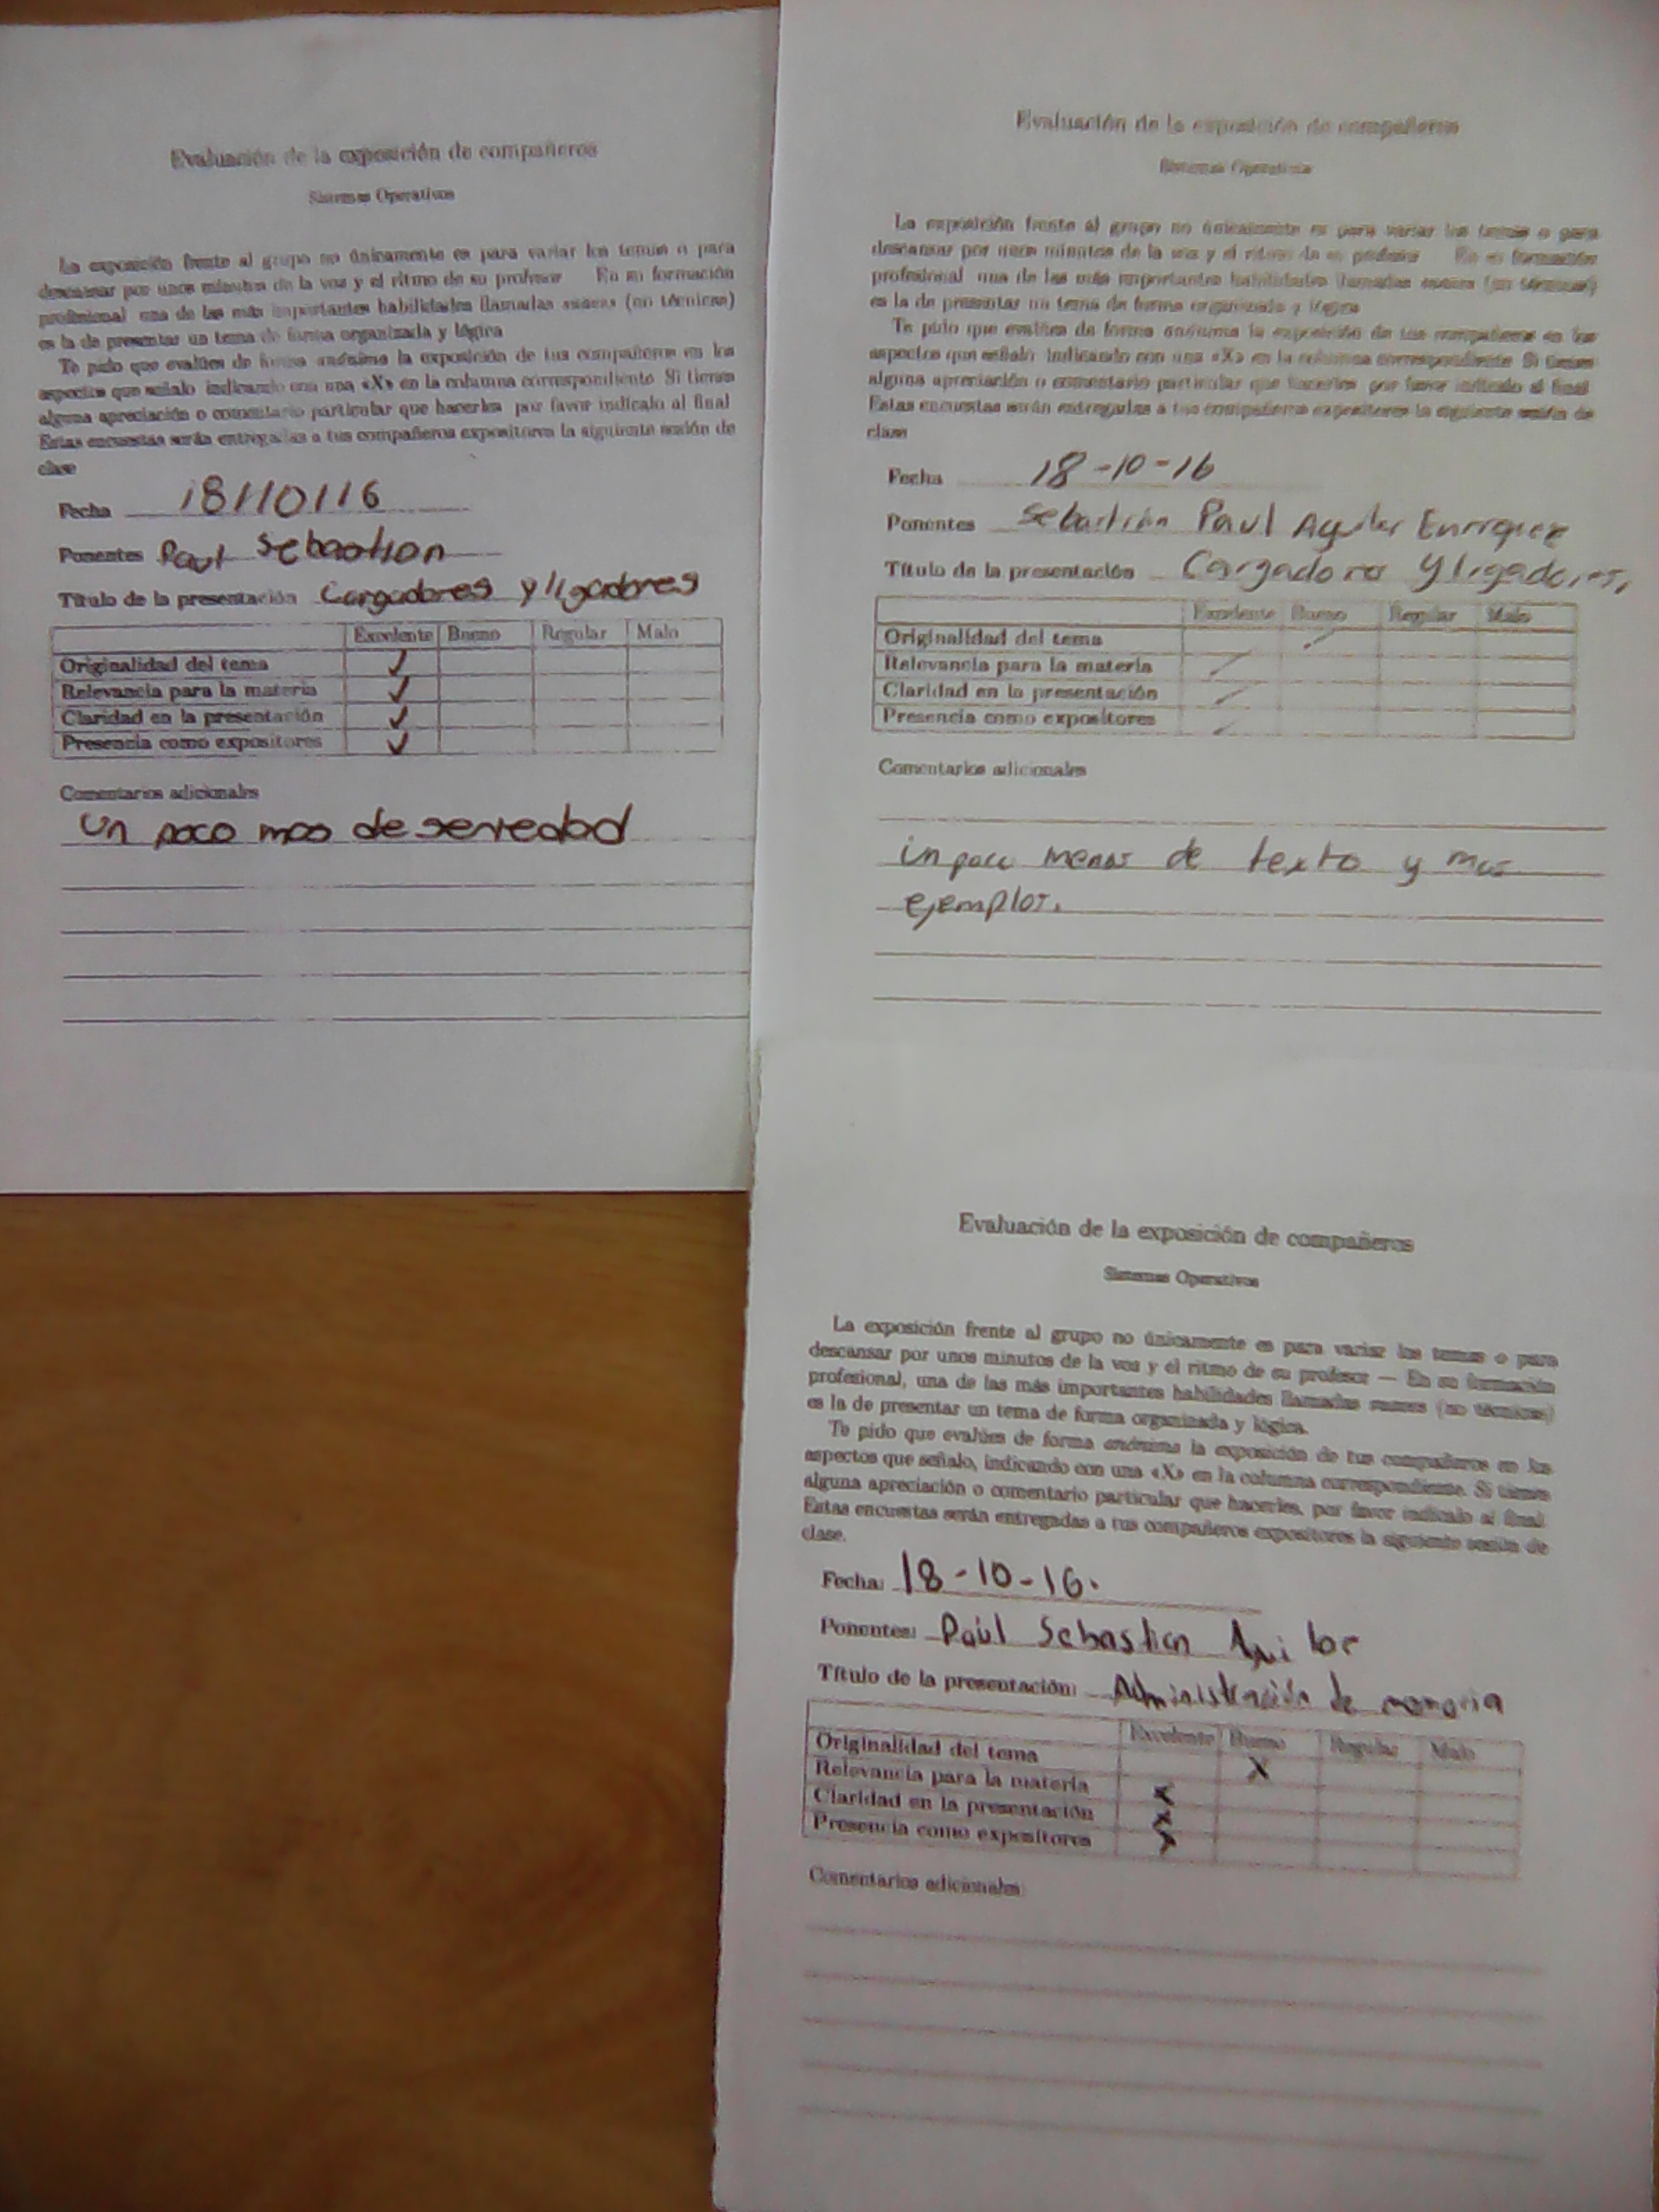 Evaluación de la exposición de compañeros
Sistemas Operativos
La exposición frente al grupo no únicamente es para variar los temas o para
descansar por unos minutos de la voz y el ritmo de su profesor En su formación
profesional una de las más importantes habilidades llamadas suaves (no técnicas)
es la de presentar un tema de forma organizada y lógica
Te pido que evalúes de forma anónima la exposición de tus compañeros en los
aspectos que señalo indicando con una «X» en la columna correspondiente Si tienes
alguna apreciación o comentario particular que hacerles por favor indícalo al final
Estas encuestas serán entregadas a tus compañeros expositores la siguiente sesión de
clase
Fecha 18/10/16
Ponentes Paul Sebastian
Título de la presentación Cargadores y ligadores
Excelente Bueno Regular Malo
Originalidad del tema ✓
Relevancia para la materia ✓
Claridad en la presentación ✓
Presencia como expositores ✓
Comentarios adicionales
Un poco mas de seriedad
Evaluación de la exposición de compañeros
Sistemas Operativos
La exposición frente al grupo no únicamente es para variar los temas o para
descansar por unos minutos de la voz y el ritmo de su profesor En su formación
profesional una de las más importantes habilidades llamadas suaves (no técnicas)
es la de presentar un tema de forma organizada y lógica
Te pido que evalúes de forma anónima la exposición de tus compañeros en los
aspectos que señalo indicando con una «X» en la columna correspondiente Si tienes
alguna apreciación o comentario particular que hacerles por favor indícalo al final
Estas encuestas serán entregadas a tus compañeros expositores la siguiente sesión de
clase
Fecha 18-10-16
Ponentes Sebastián Paul Aguilar Enriquez
Título de la presentación Cargadores y ligadores.
Excelente Bueno Regular Malo
Originalidad del tema
Relevancia para la materia
Claridad en la presentación
Presencia como expositores
Comentarios adicionales
un poco menos de texto y mas
ejemplos.
Evaluación de la exposición de compañeros
Sistemas Operativos
La exposición frente al grupo no únicamente es para variar los temas o para
descansar por unos minutos de la voz y el ritmo de su profesor — En su formación
profesional, una de las más importantes habilidades llamadas suaves (no técnicas)
es la de presentar un tema de forma organizada y lógica.
Te pido que evalúes de forma anónima la exposición de tus compañeros en los
aspectos que señalo, indicando con una «X» en la columna correspondiente. Si tienes
alguna apreciación o comentario particular que hacerles, por favor indícalo al final.
Estas encuestas serán entregadas a tus compañeros expositores la siguiente sesión de
clase.
Fecha: 18-10-16.
Ponentes: Paúl Sebastian Aguilar
Título de la presentación: Administración de memoria
Excelente Bueno Regular Malo
Originalidad del tema X
Relevancia para la materia X
Claridad en la presentación X
Presencia como expositores X
Comentarios adicionales: